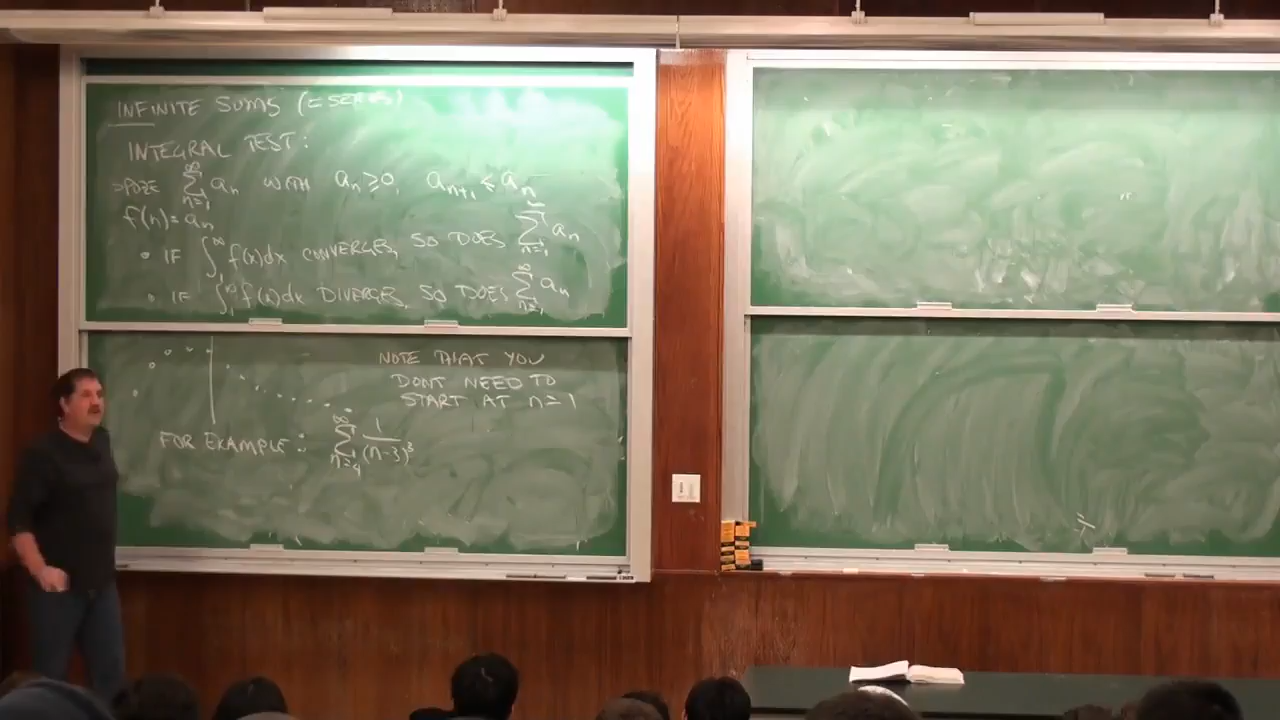 INFINITE SUMS (= SERIES)
INTEGRAL TEST:
∑_{n=1}^{∞} a_n WITH a_n ≥ 0, a_{n+1} ≤ a_n
f(n) = a_n
• IF ∫_1^∞ f(x)dx CONVERGES, SO DOES ∑_{n=1}^{∞} a_n
• IF ∫_1^∞ f(x)dx DIVERGES, SO DOES ∑_{n=1}^{∞} a_n
NOTE THAT YOU
DONT NEED TO
START AT n=1
FOR EXAMPLE: ∑_{n=4}^{∞} 1/(n-3)^3